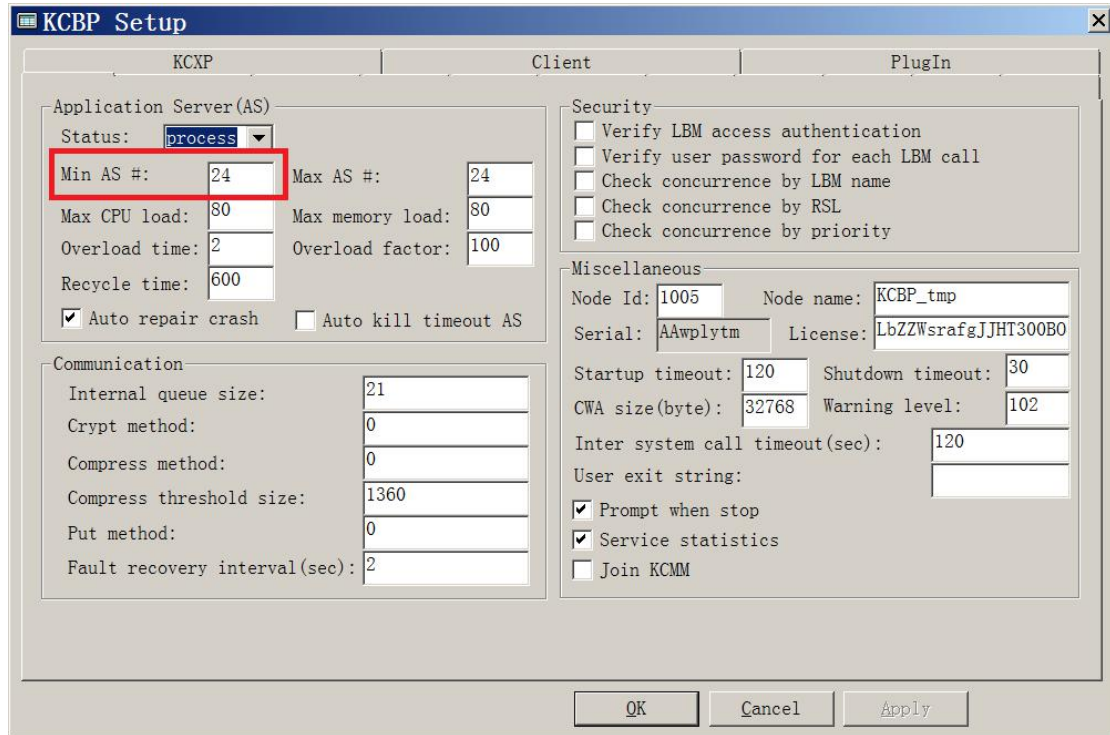 KCBP Setup
KCXP Client PlugIn
Application Server(AS)
Status: process
Min AS #: 24 Max AS #: 24
Max CPU load: 80 Max memory load: 80
Overload time: 2 Overload factor: 100
Recycle time: 600
Auto repair crash Auto kill timeout AS
Communication
Internal queue size: 21
Crypt method: 0
Compress method: 0
Compress threshold size: 1360
Put method: 0
Fault recovery interval(sec): 2
Security
Verify LBM access authentication
Verify user password for each LBM call
Check concurrence by LBM name
Check concurrence by RSL
Check concurrence by priority
Miscellaneous
Node Id: 1005 Node name: KCBP_tmp
Serial: AAwplytm License: LbZZWsrafgJJHT300BO
Startup timeout: 120 Shutdown timeout: 30
CWA size(byte): 32768 Warning level: 102
Inter system call timeout(sec): 120
User exit string:
Prompt when stop
Service statistics
Join KCMM
OK Cancel Apply